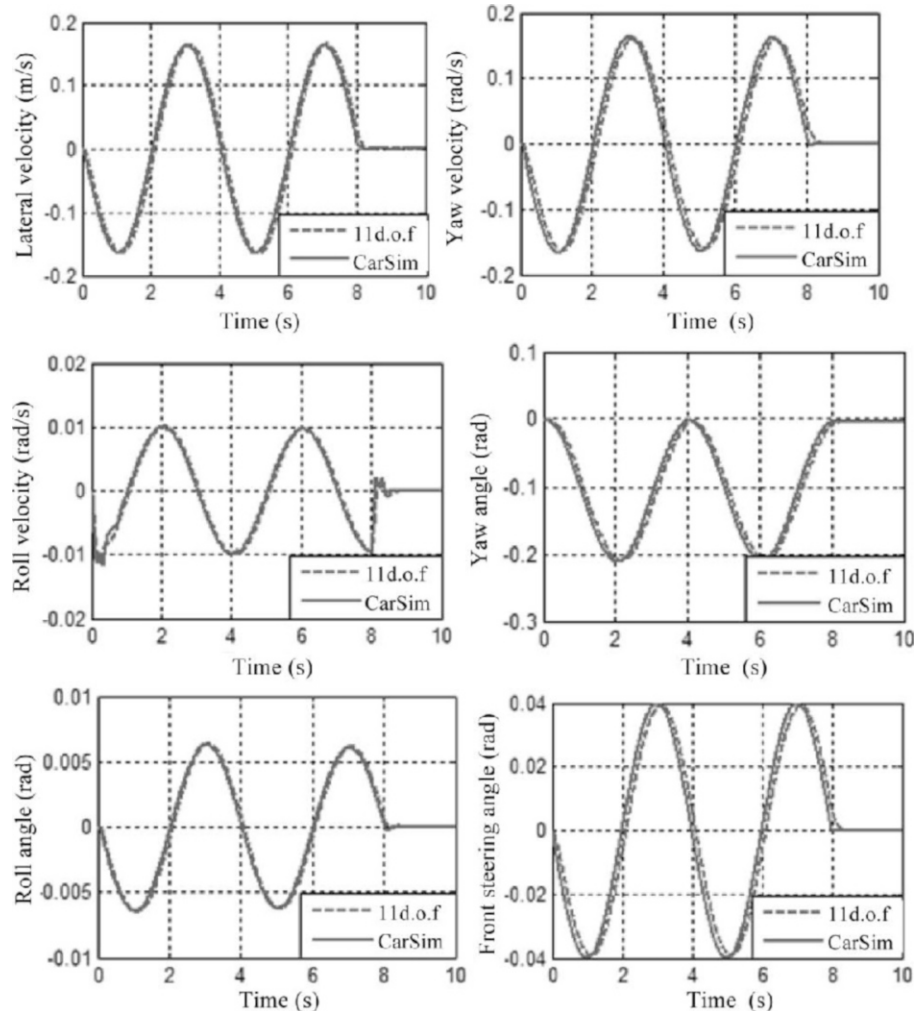 Lateral velocity (m/s)
0.2
0.1
0
-0.1
-0.2
11d.o.f
CarSim
0 2 4 6 8 10
Time (s)
Yaw velocity (rad/s)
0.2
0.1
0
-0.1
-0.2
11d.o.f
CarSim
0 2 4 6 8 10
Time (s)
Roll velocity (rad/s)
0.02
0.01
0
-0.01
-0.02
11d.o.f
CarSim
0 2 4 6 8 10
Time (s)
Yaw angle (rad)
0.1
0
-0.1
-0.2
-0.3
11d.o.f
CarSim
0 2 4 6 8 10
Time (s)
Roll angle (rad)
0.01
0.005
0
-0.005
-0.01
11d.o.f
CarSim
0 2 4 6 8 10
Time (s)
Front steering angle (rad)
0.04
0.02
0
-0.02
-0.04
11d.o.f
CarSim
0 2 4 6 8 10
Time (s)